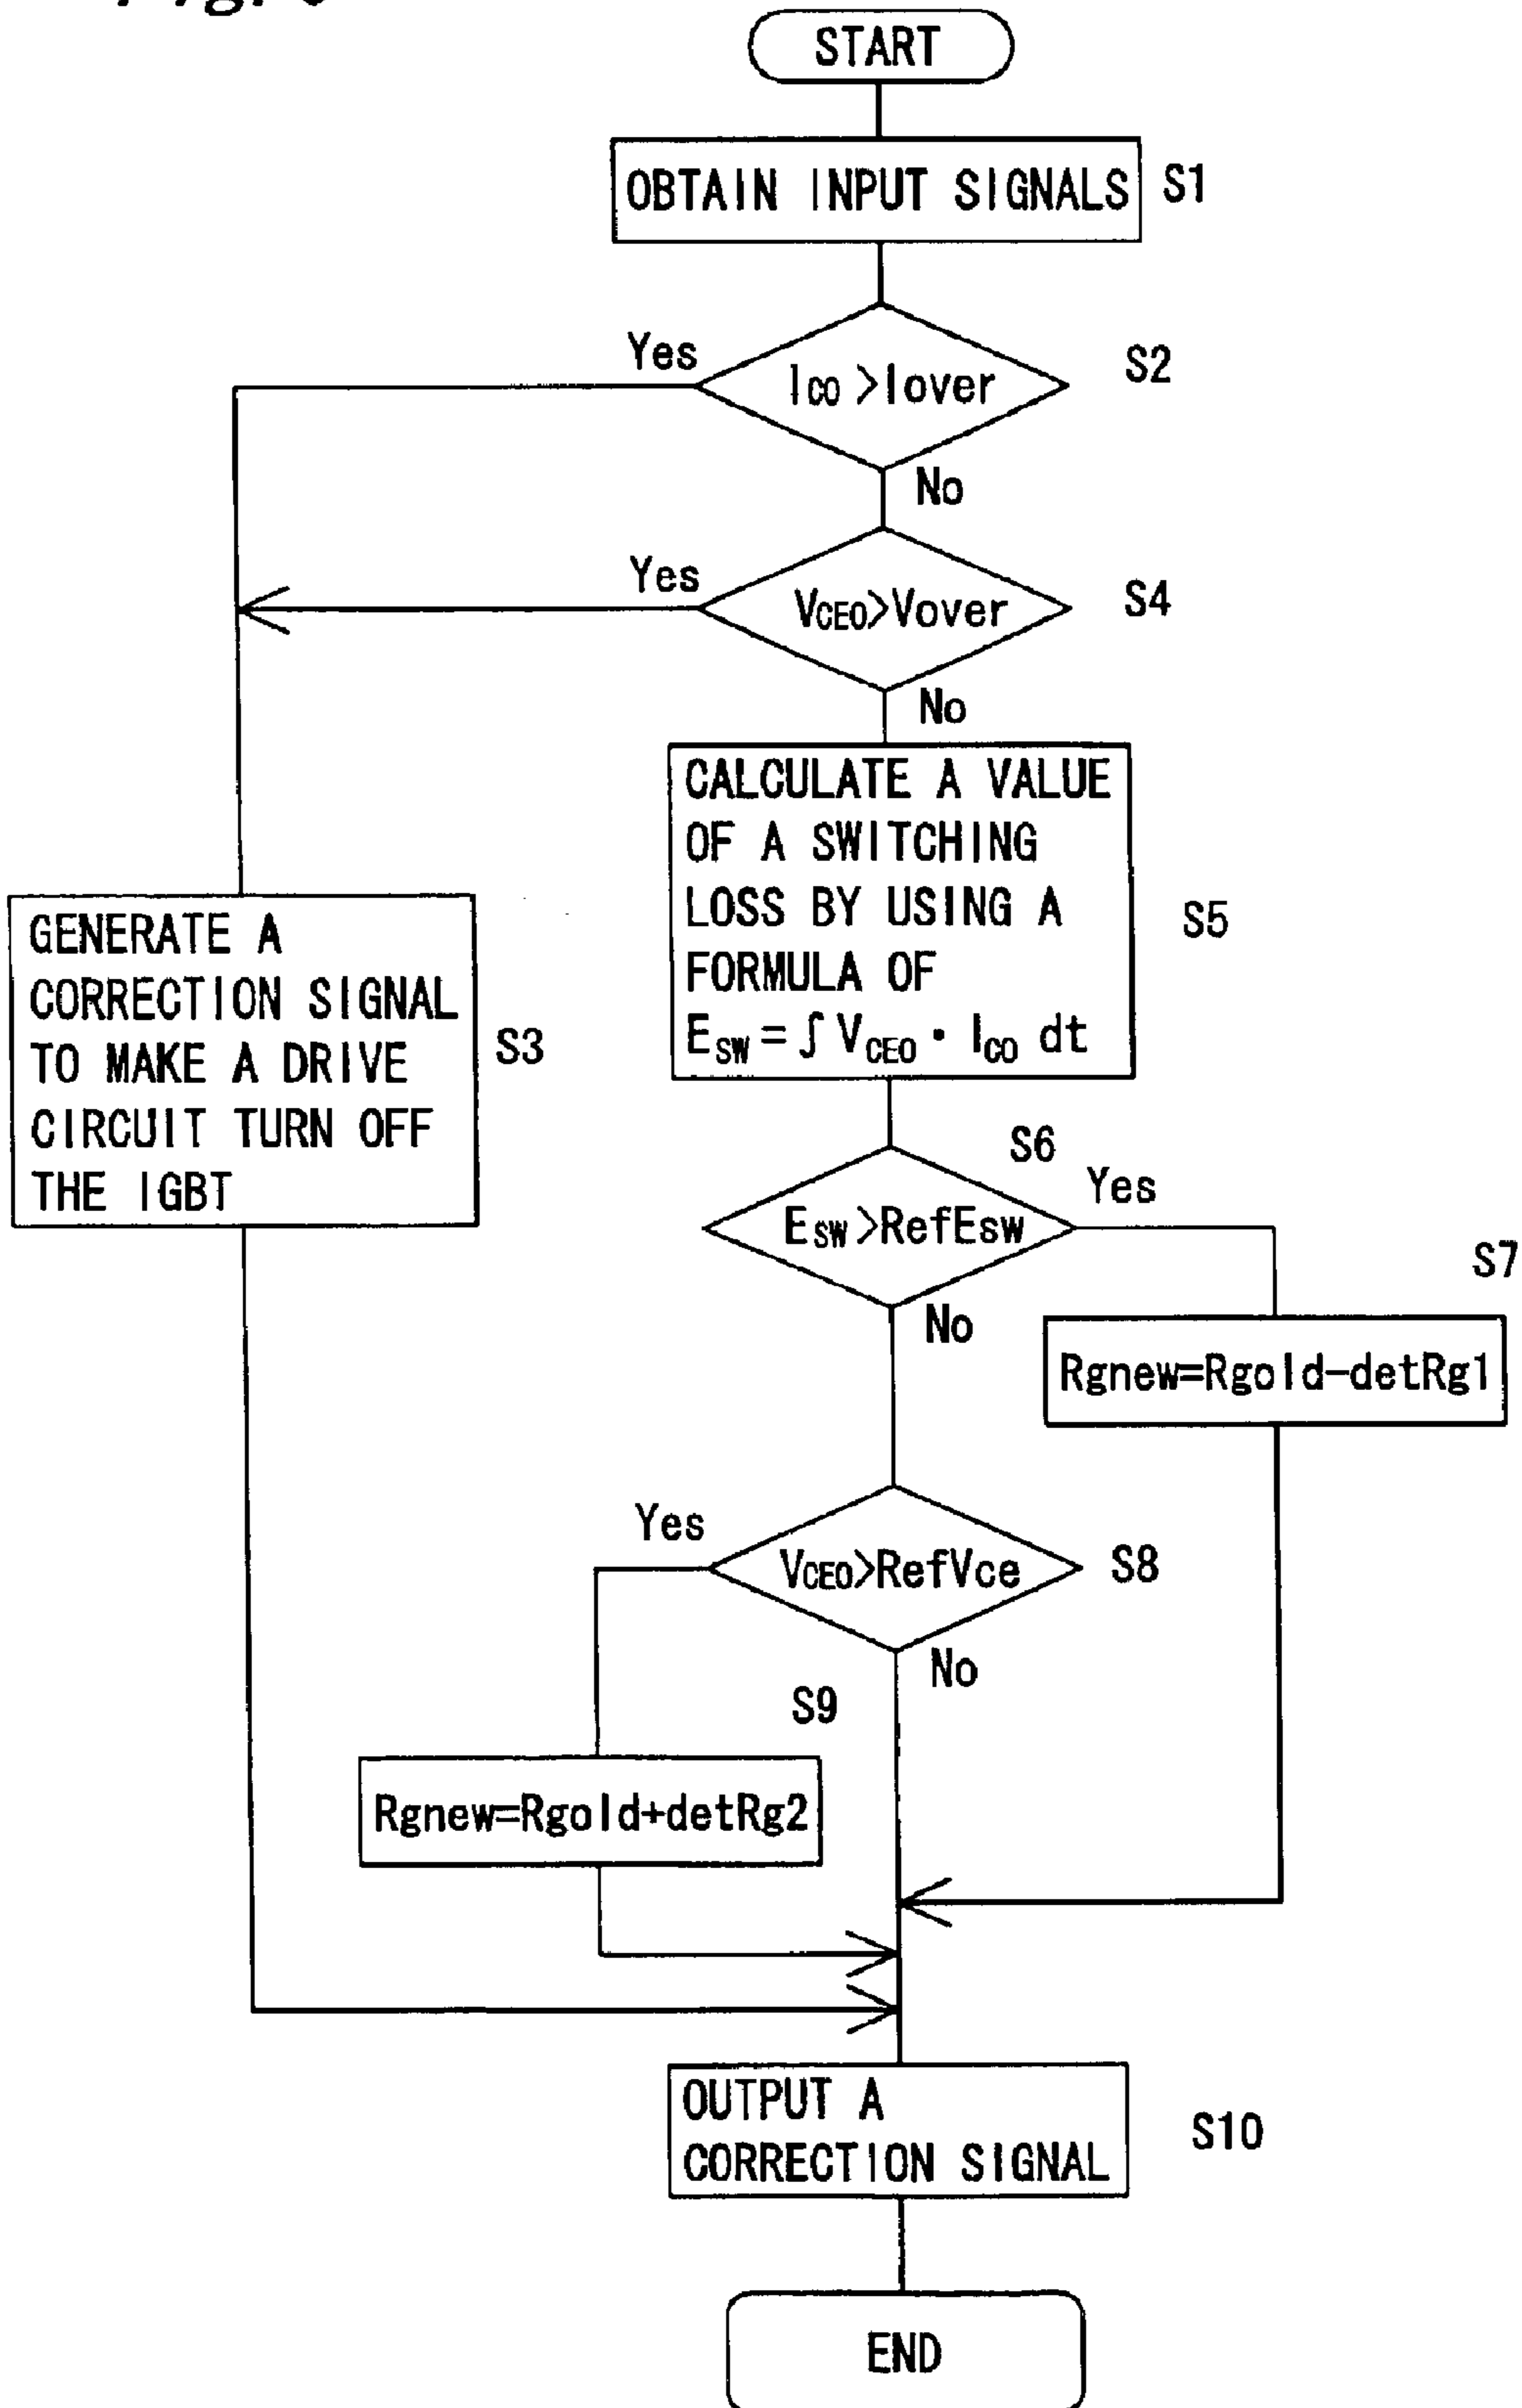 START
OBTAIN INPUT SIGNALS S1
Yes
ICO >Iover
S2
No
Yes
VCEO>Vover
S4
No
CALCULATE A VALUE
OF A SWITCHING
LOSS BY USING A
FORMULA OF
ESW = ∫ VCEO · ICO dt
S5
GENERATE A
CORRECTION SIGNAL
TO MAKE A DRIVE
CIRCUIT TURN OFF
THE IGBT
S3
S6
Yes
ESW >RefEsw
No
S7
Rgnew=Rgold-detRg1
Yes
VCEO>RefVce
S8
No
S9
Rgnew=Rgold+detRg2
OUTPUT A
CORRECTION SIGNAL
S10
END